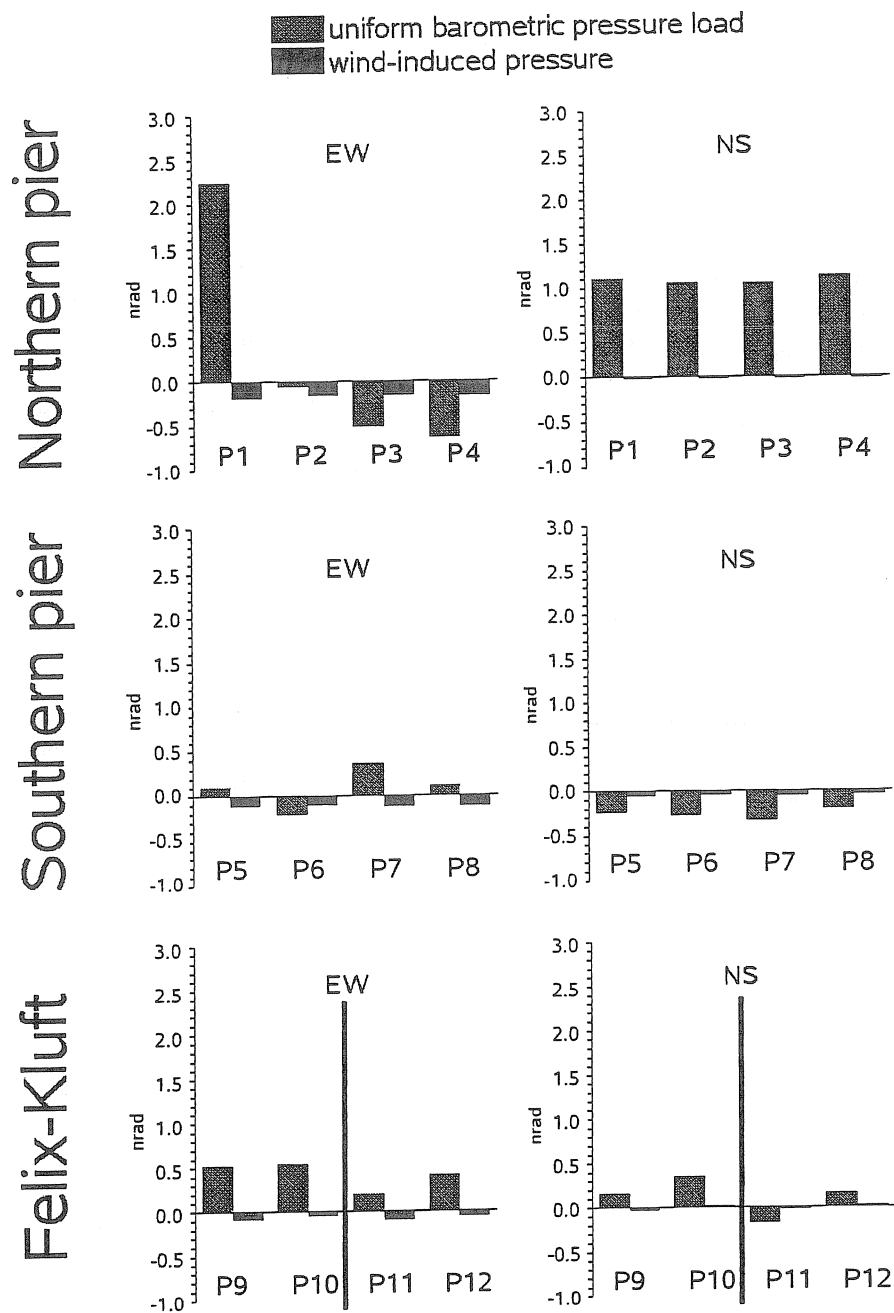 uniform barometric pressure load
wind-induced pressure
Northern pier
EW
nrad
3.0
2.5
2.0
1.5
1.0
0.5
0.0
-0.5
-1.0
P1 P2 P3 P4
NS
nrad
3.0
2.5
2.0
1.5
1.0
0.5
0.0
-0.5
-1.0
P1 P2 P3 P4
Southern pier
EW
nrad
3.0
2.5
2.0
1.5
1.0
0.5
0.0
-0.5
-1.0
P5 P6 P7 P8
NS
nrad
3.0
2.5
2.0
1.5
1.0
0.5
0.0
-0.5
-1.0
P5 P6 P7 P8
Felix-Kluft
EW
nrad
3.0
2.5
2.0
1.5
1.0
0.5
0.0
-0.5
-1.0
P9 P10 P11 P12
NS
nrad
3.0
2.5
2.0
1.5
1.0
0.5
0.0
-0.5
-1.0
P9 P10 P11 P12